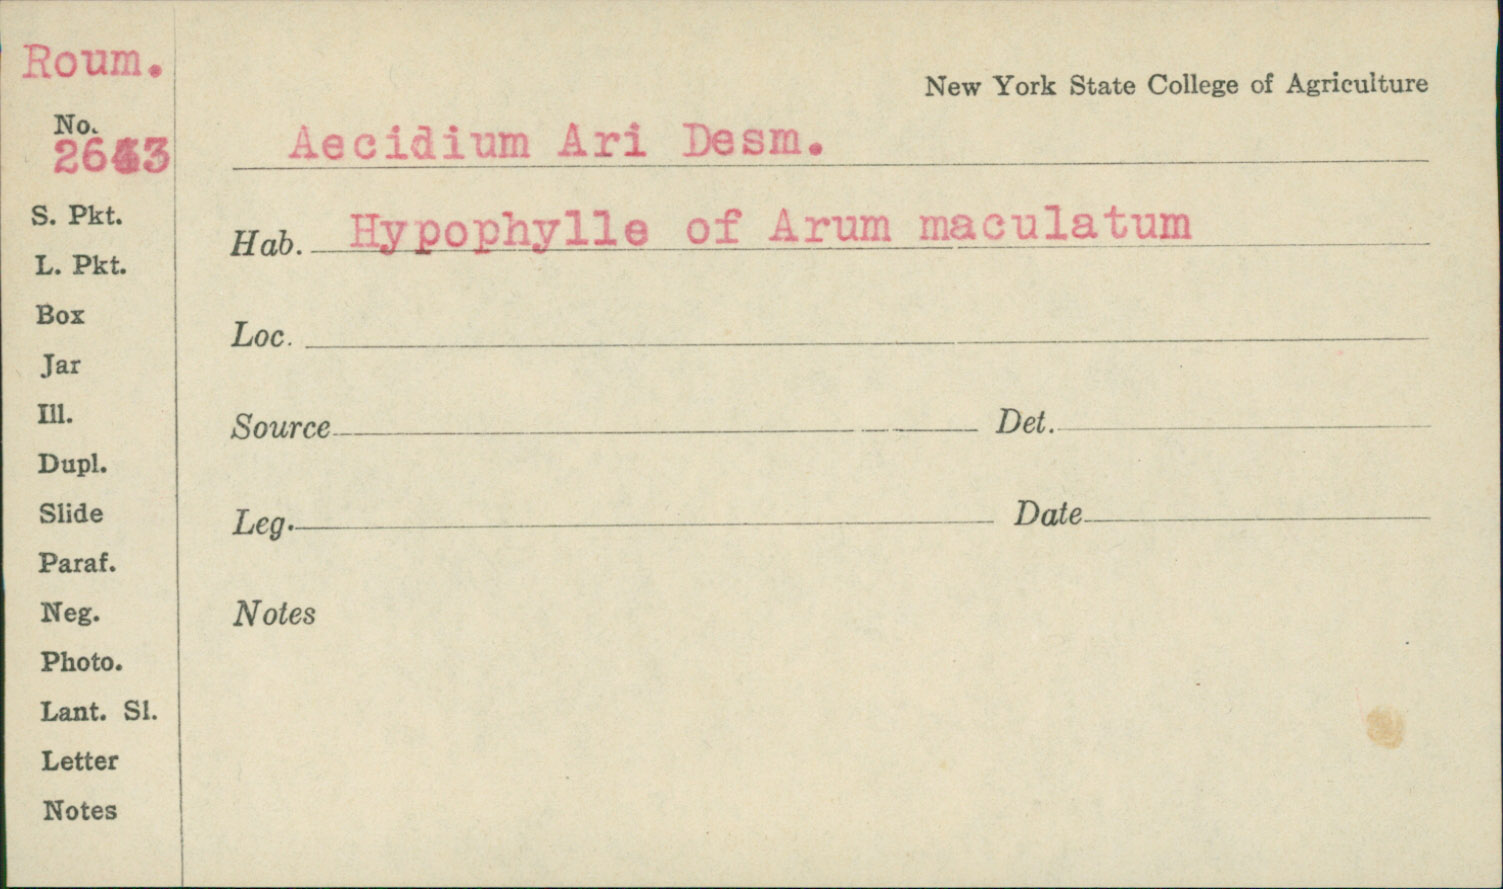 Roum.
New York State College of Agriculture
No.
Aecidium Ari Desm.
S. Pkt.
Hab. Hypophylle of Arum maculatum
L. Pkt.
Box
Loc.
Jar
Ill.
Source Det.
Dupl.
Slide
Leg. Date
Paraf.
Neg.
Notes
Photo.
Lant. Sl.
Letter
Notes